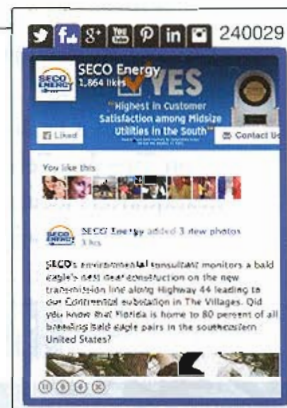 240029
SECO Energy
1,864 likes
SECO
ENERGY
YES
"Highest in Customer
Satisfaction among Midsize
Utilities in the South"
Liked
Contact Us
You like this
SECO Energy added 3 new photos
3 hrs
SECO's environmental consultant monitors a bald
eagle's nest near construction on the new
transmission line along Highway 44 leading to
our Continental substation in The Villages. Did
you know that Florida is home to 80 percent of all
breeding bald eagle pairs in the southeastern
United States?